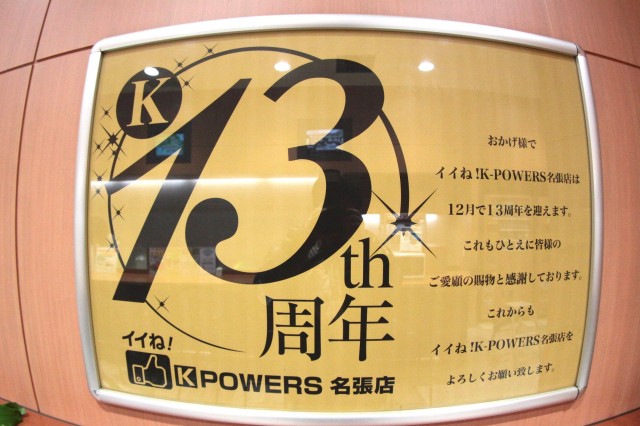 K
13th
周年
イイね!
K POWERS 名張店
おかげ様で
イイね!K-POWERS名張店は
12月で13周年を迎えます。
これもひとえに皆様の
ご愛顧の賜物と感謝しております。
これからも
イイね!K-POWERS名張店を
よろしくお願い致します。